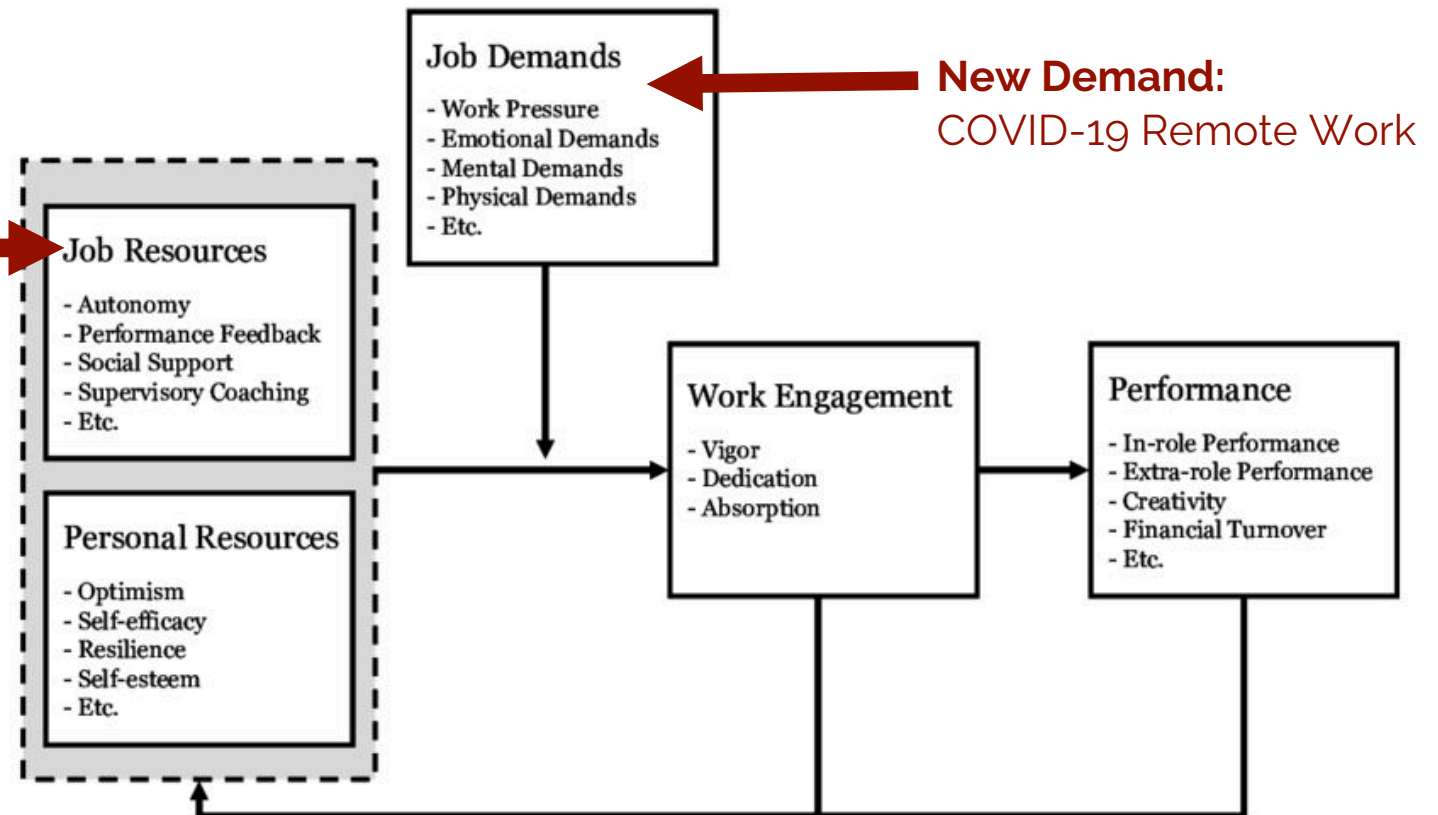 Job Demands
- Work Pressure
- Emotional Demands
- Mental Demands
- Physical Demands
- Etc.
New Demand:
COVID-19 Remote Work
Job Resources
- Autonomy
- Performance Feedback
- Social Support
- Supervisory Coaching
- Etc.
Personal Resources
- Optimism
- Self-efficacy
- Resilience
- Self-esteem
- Etc.
Work Engagement
- Vigor
- Dedication
- Absorption
Performance
- In-role Performance
- Extra-role Performance
- Creativity
- Financial Turnover
- Etc.